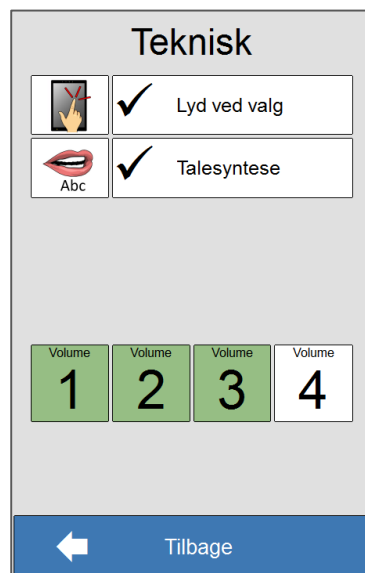 Teknisk
Lyd ved valg
Abc
Talesyntese
Volume Volume Volume Volume
1 2 3 4
Tilbage